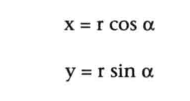 x = r cos α
y = r sin α